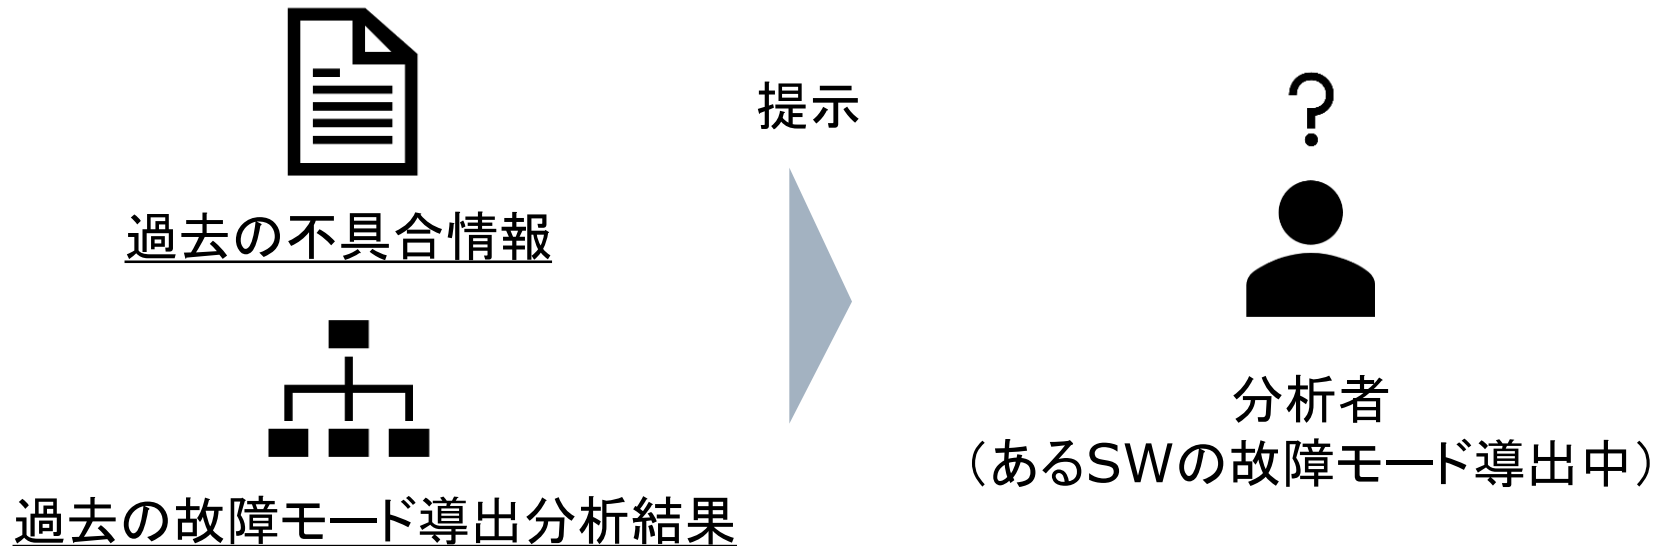 過去の不具合情報
過去の故障モード導出分析結果
提示
?
分析者
（あるSWの故障モード導出中）